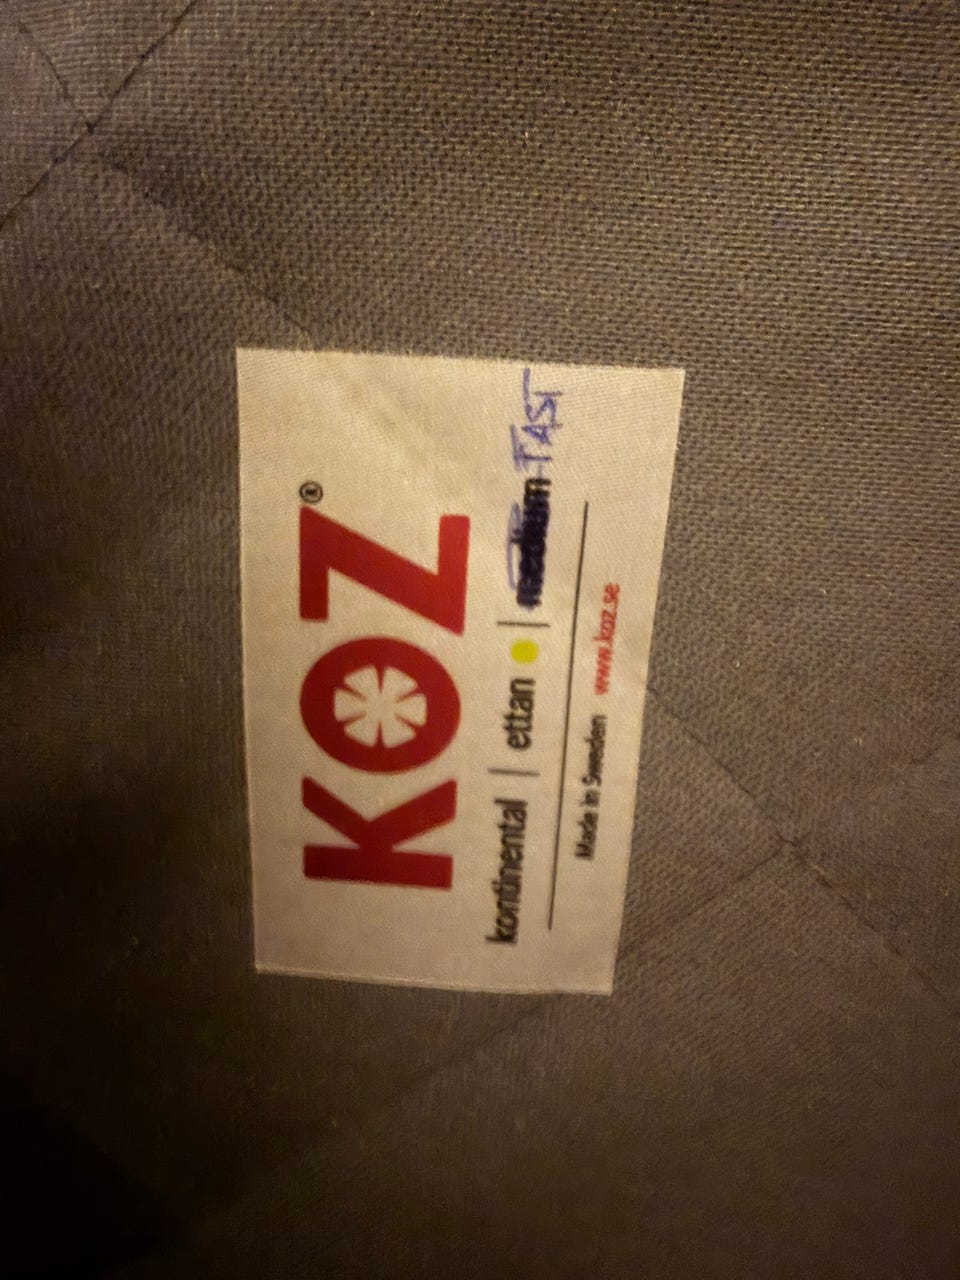 KOZ®
kontinental | ettan | medium FAST
Made in Sweden www.koz.se